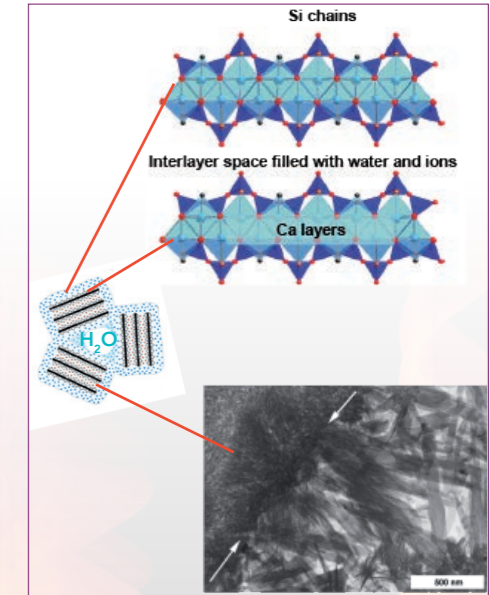 Si chains
Interlayer space filled with water and ions
Ca layers
H₂O
500 nm